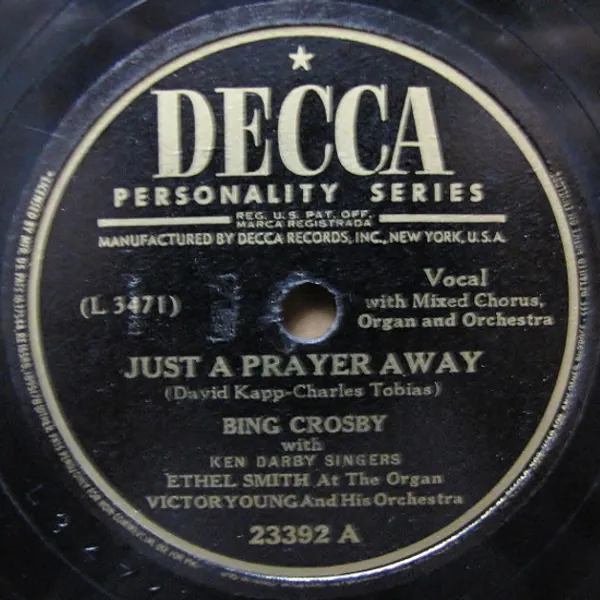 DECCA
PERSONALITY SERIES
REG. U.S. PAT. OFF.
MARCA REGISTRADA
MANUFACTURED BY DECCA RECORDS, INC., NEW YORK, U.S.A.
(L 3471)
Vocal
with Mixed Chorus,
Organ and Orchestra
JUST A PRAYER AWAY
(David Kapp-Charles Tobias)
BING CROSBY
with
KEN DARBY SINGERS
ETHEL SMITH At The Organ
VICTOR YOUNG And His Orchestra
23392 A